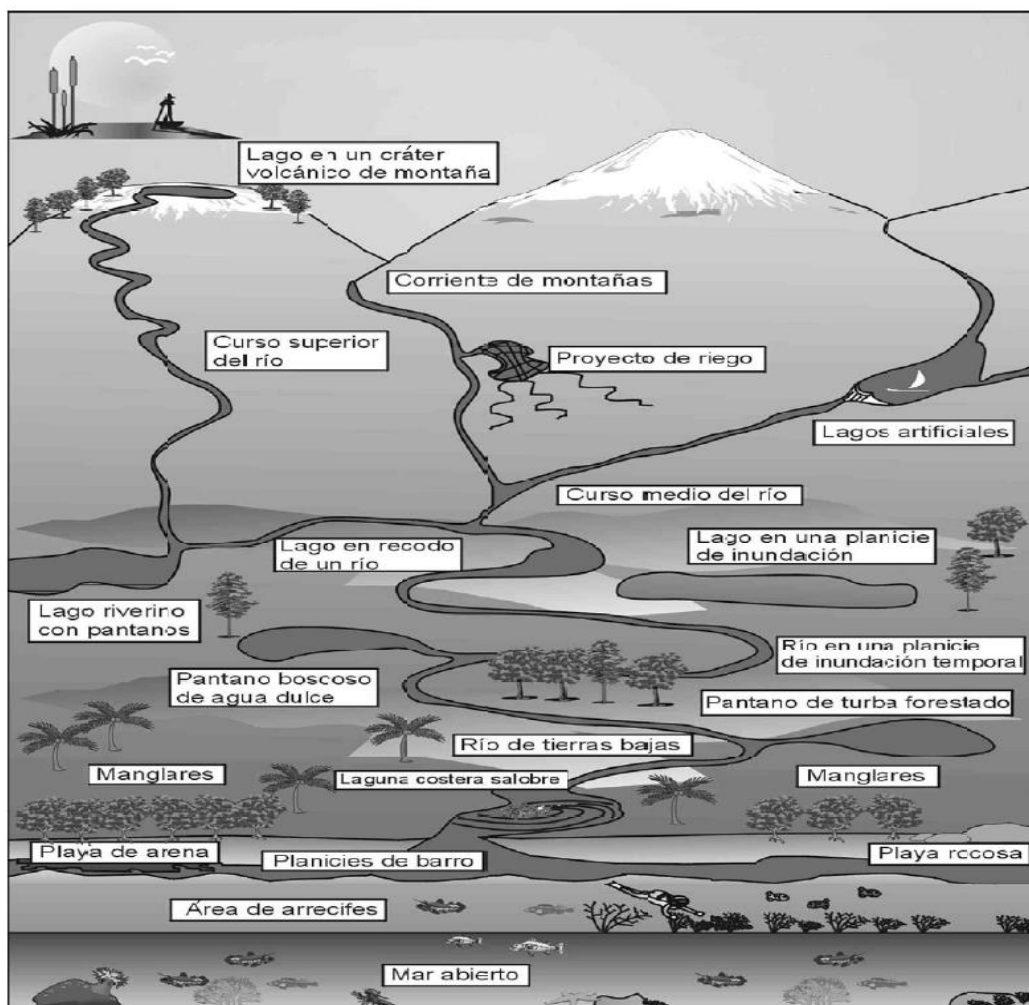 Lago en un cráter
volcánico de montaña
Corriente de montañas
Curso superior
del río
Proyecto de riego
Lagos artificiales
Curso medio del río
Lago en recodo
de un río
Lago en una planicie
de inundación
Lago riverino
con pantanos
Río en una planicie
de inundación temporal
Pantano boscoso
de agua dulce
Pantano de turba forestado
Río de tierras bajas
Manglares
Laguna costera salobre
Manglares
Playa de arena
Planicies de barro
Playa rocosa
Área de arrecifes
Mar abierto